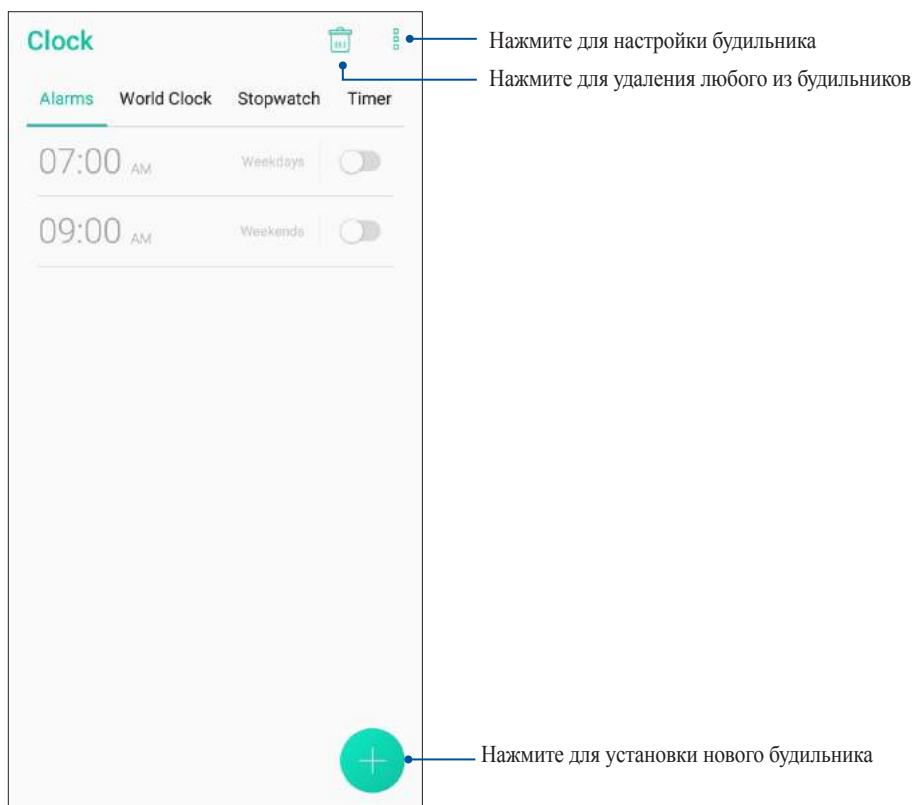 Clock
Нажмите для настройки будильника
Нажмите для удаления любого из будильников
Alarms World Clock Stopwatch Timer
07:00 AM Weekdays
09:00 AM Weekends
Нажмите для установки нового будильника